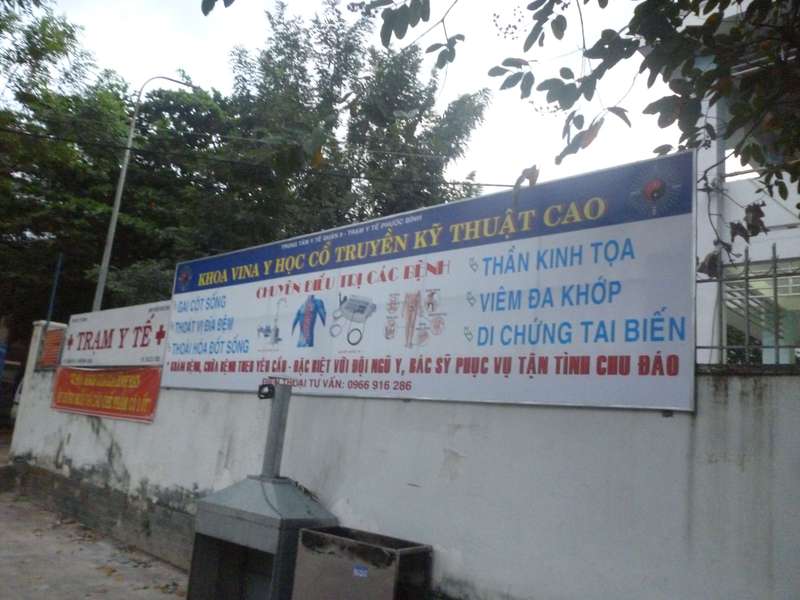 TRUNG TÂM Y TẾ QUẬN 9 - TRẠM Y TẾ PHƯỚC BÌNH
KHOA VINA Y HỌC CỔ TRUYỀN KỸ THUẬT CAO
CHUYÊN ĐIỀU TRỊ CÁC BỆNH
GAI CỘT SỐNG
THOÁT VỊ ĐĨA ĐỆM
THOÁI HÓA ĐỐT SỐNG
THẦN KINH TỌA
VIÊM ĐA KHỚP
DI CHỨNG TAI BIẾN
* KHÁM BỆNH, CHỮA BỆNH THEO YÊU CẦU - ĐẶC BIỆT VỚI ĐỘI NGŨ Y, BÁC SỸ PHỤC VỤ TẬN TÌNH CHU ĐÁO
ĐIỆN THOẠI TƯ VẤN: 0966 916 286
TRẠM Y TẾ